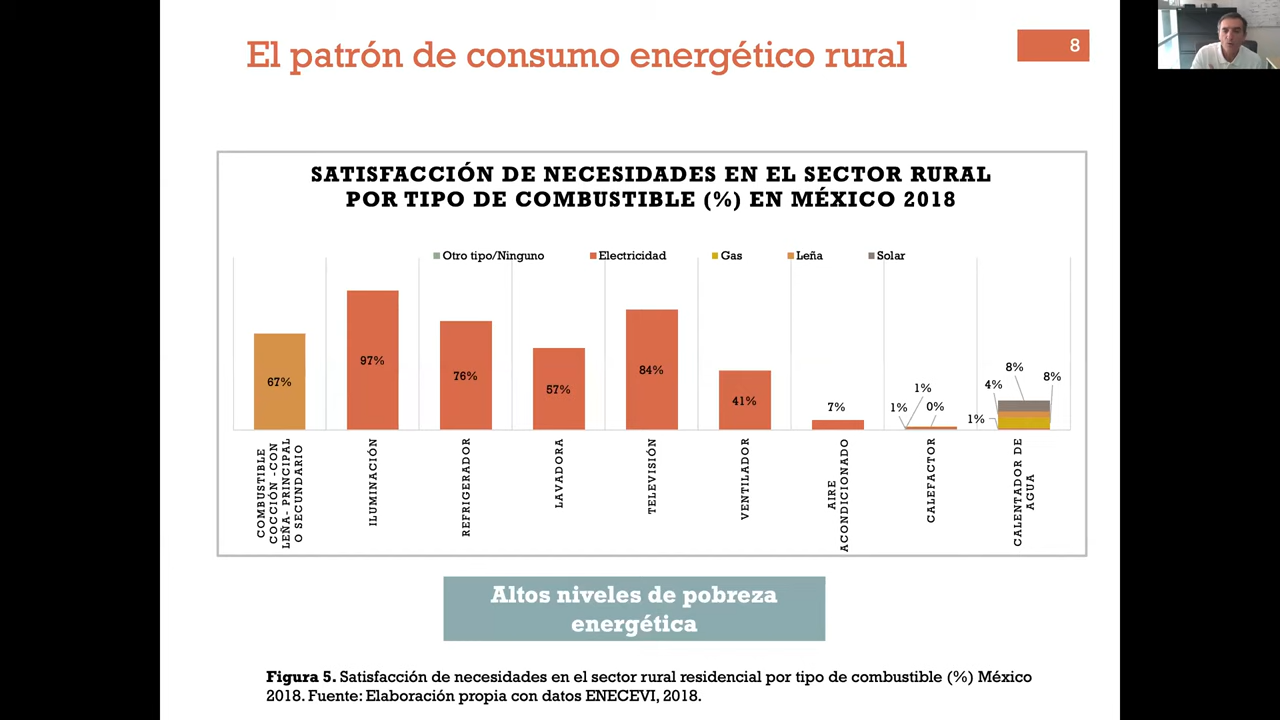 El patrón de consumo energético rural
8
SATISFACCIÓN DE NECESIDADES EN EL SECTOR RURAL
POR TIPO DE COMBUSTIBLE (%) EN MÉXICO 2018
Otro tipo/Ninguno
Electricidad
Gas
Leña
Solar
67%
97%
76%
57%
84%
41%
7%
1%
1%
0%
1%
4%
8%
8%
COMBUSTIBLE
COCCIÓN -CON
LEÑA- PRINCIPAL
O SECUNDARIO
ILUMINACIÓN
REFRIGERADOR
LAVADORA
TELEVISIÓN
VENTILADOR
AIRE
ACONDICIONADO
CALEFACTOR
CALENTADOR DE
AGUA
Altos niveles de pobreza
energética
Figura 5. Satisfacción de necesidades en el sector rural residencial por tipo de combustible (%) México
2018. Fuente: Elaboración propia con datos ENECEVI, 2018.